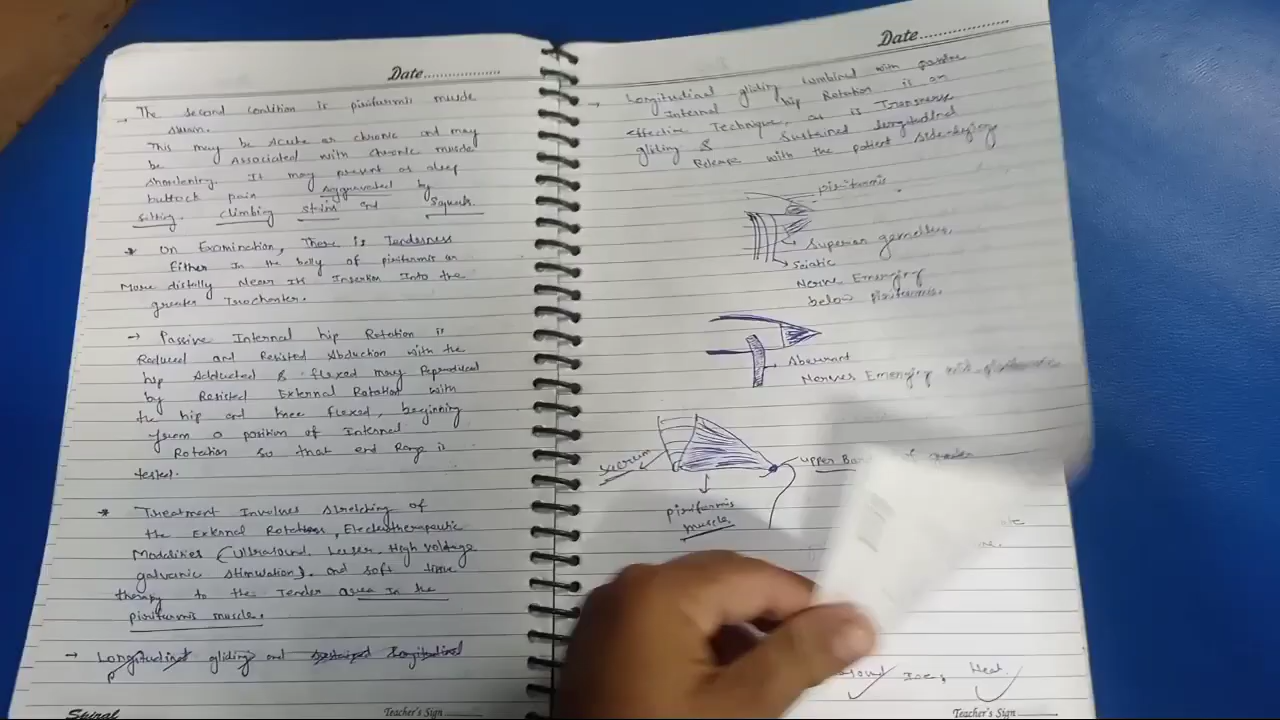 Date
→ The second condition is piriformis muscle
strain.
This may be Acute or chronic and may
be Associated with chronic muscle
shortening. It may present as deep
buttock pain Aggravated by
sitting, climbing stairs and squats.
* On Examination, There is Tenderness
Either In the belly of piriformis or
More distally Near Its Insertion Into the
greater Trochanter.
→ Passive Internal hip Rotation is
Reduced and Resisted Abduction with the
hip Adducted & flexed may Reproduced
by Resisted External Rotation with
the hip and knee flexed, beginning
from a position of Internal
Rotation so that end Range is
tested.
* Treatment Involves Stretching of
the External Rotators, Electrotherapeutic
Modalities (Ultrasound, Laser, High voltage
galvanic stimulation), and soft tissue
therapy to the Tender area In the
piriformis muscle.
→ Longitudinal gliding and
Spiral
Teacher's Sign
Date
→ Longitudinal gliding combined with passive
Internal hip Rotation is an
effective Technique, as is Transverse
gliding & Sustained longitudinal
Release with the patient side-lying
piriformis
Superior gemellus
Sciatic
Nerve Emerging
below piriformis.
Aberrant
Nerves Emerging
sacrum
upper
piriformis
muscle
Ice, Heat
Teacher's Sign